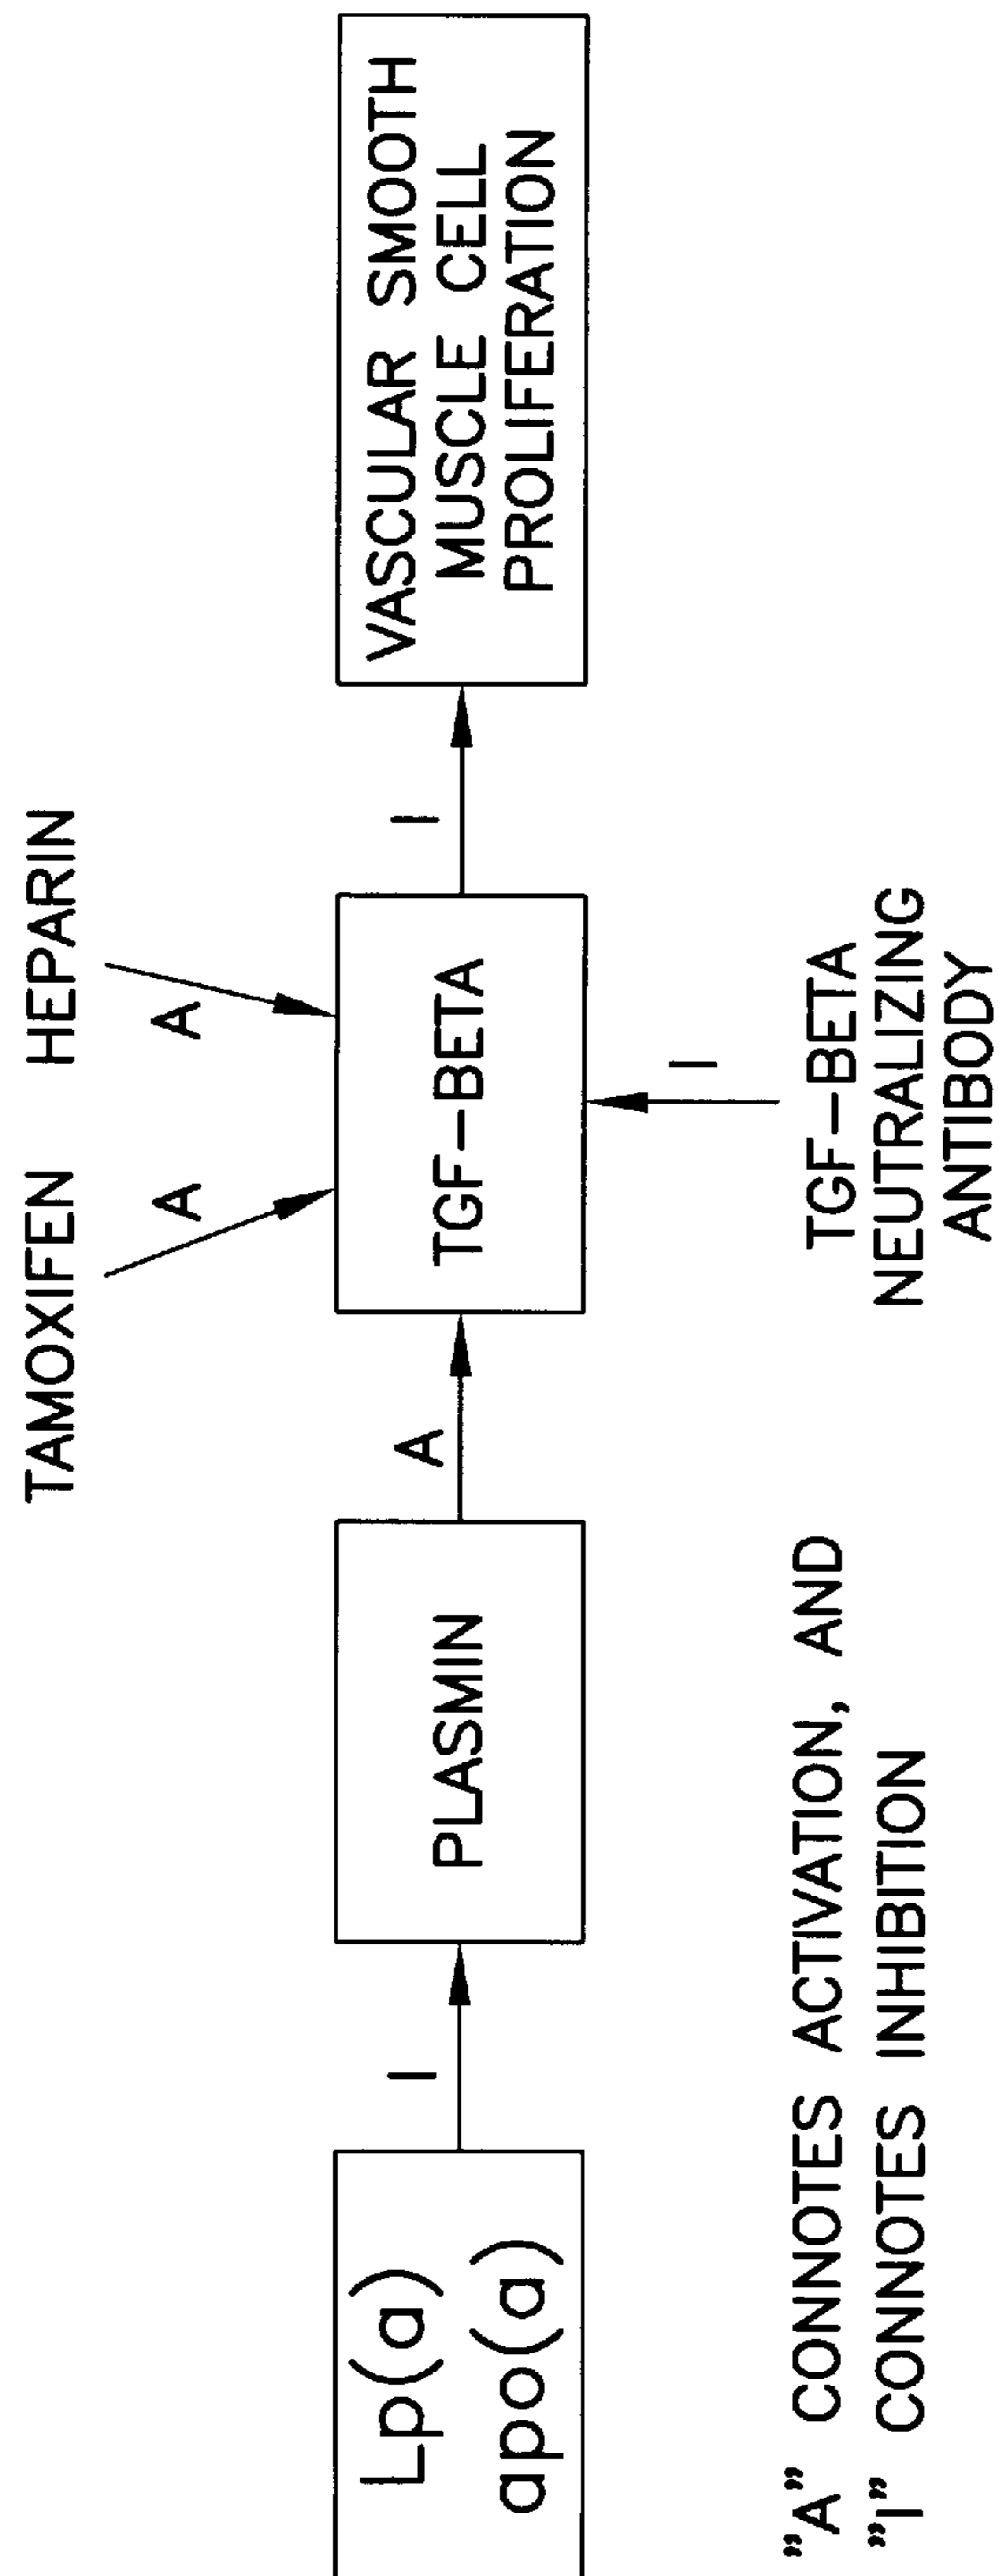 TAMOXIFEN
HEPARIN
A
A
Lp(a)
apo(a)
I
PLASMIN
A
TGF-BETA
I
VASCULAR SMOOTH
MUSCLE CELL
PROLIFERATION
I
TGF-BETA
NEUTRALIZING
ANTIBODY
"A" CONNOTES ACTIVATION, AND
"I" CONNOTES INHIBITION